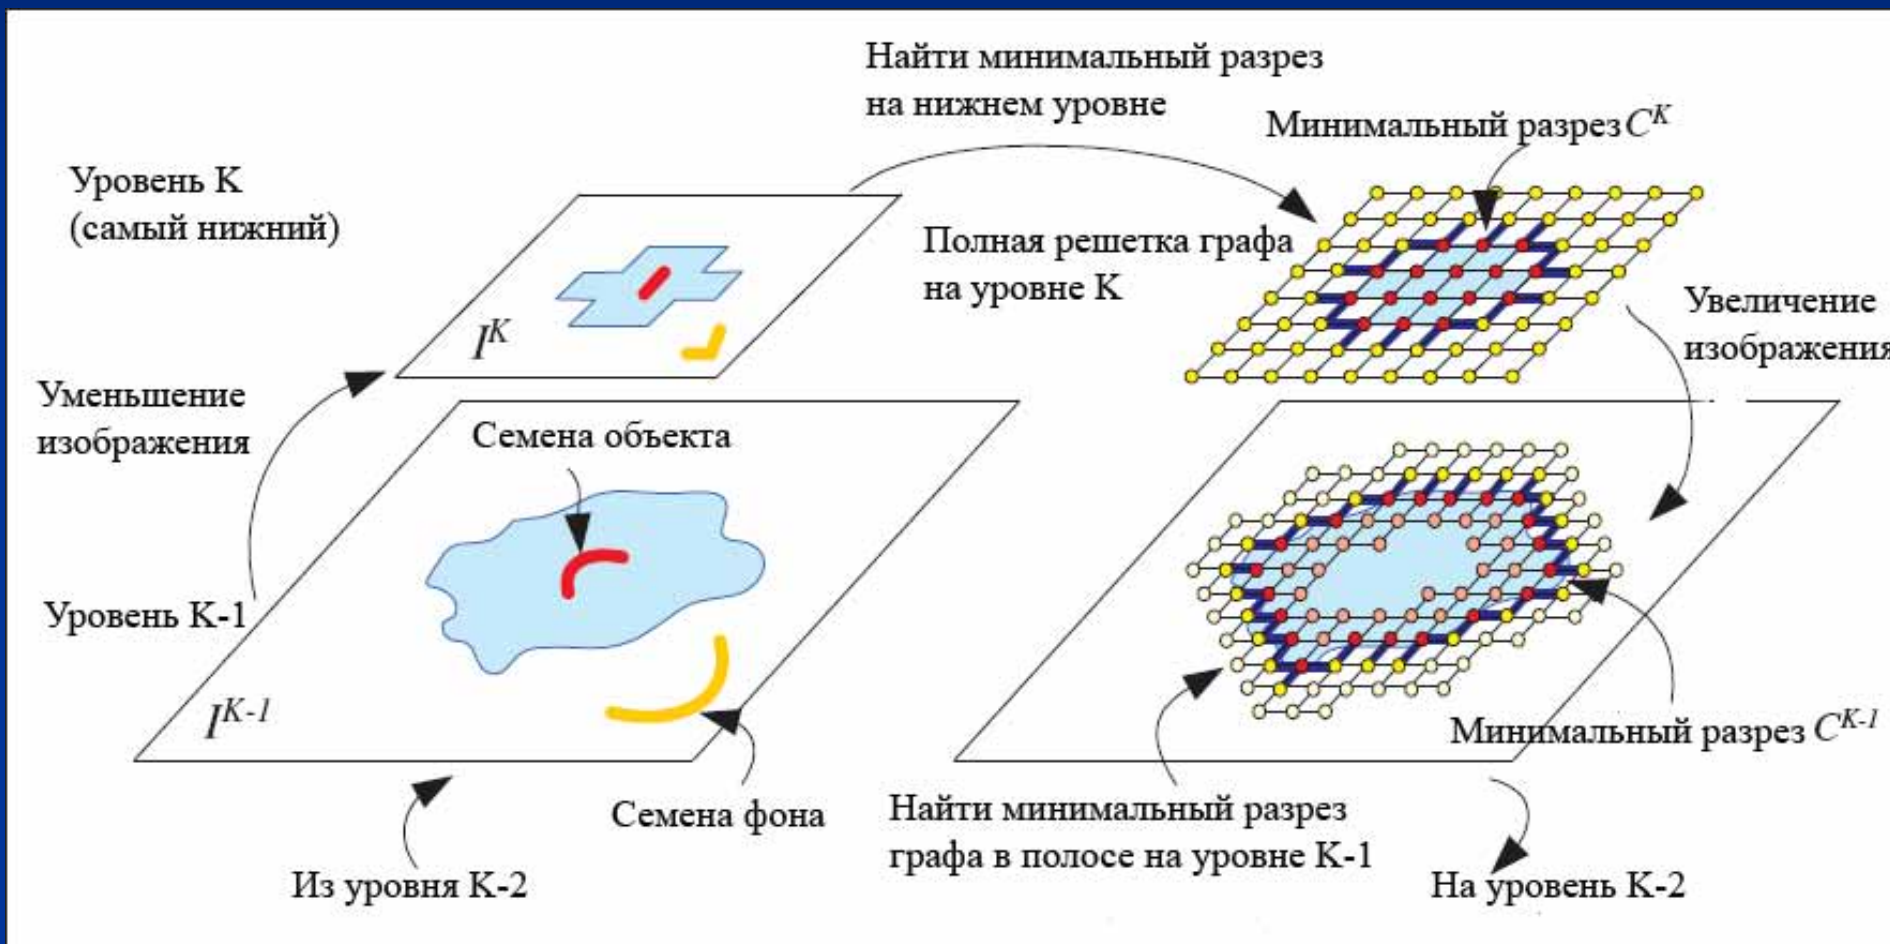 Найти минимальный разрез
на нижнем уровне
Минимальный разрез C^K
Уровень К
(самый нижний)
Полная решетка графа
на уровне К
I^K
Увеличение
изображения
Уменьшение
изображения
Семена объекта
Уровень К-1
I^{K-1}
Минимальный разрез C^{K-1}
Семена фона
Найти минимальный разрез
графа в полосе на уровне К-1
Из уровня К-2
На уровень К-2